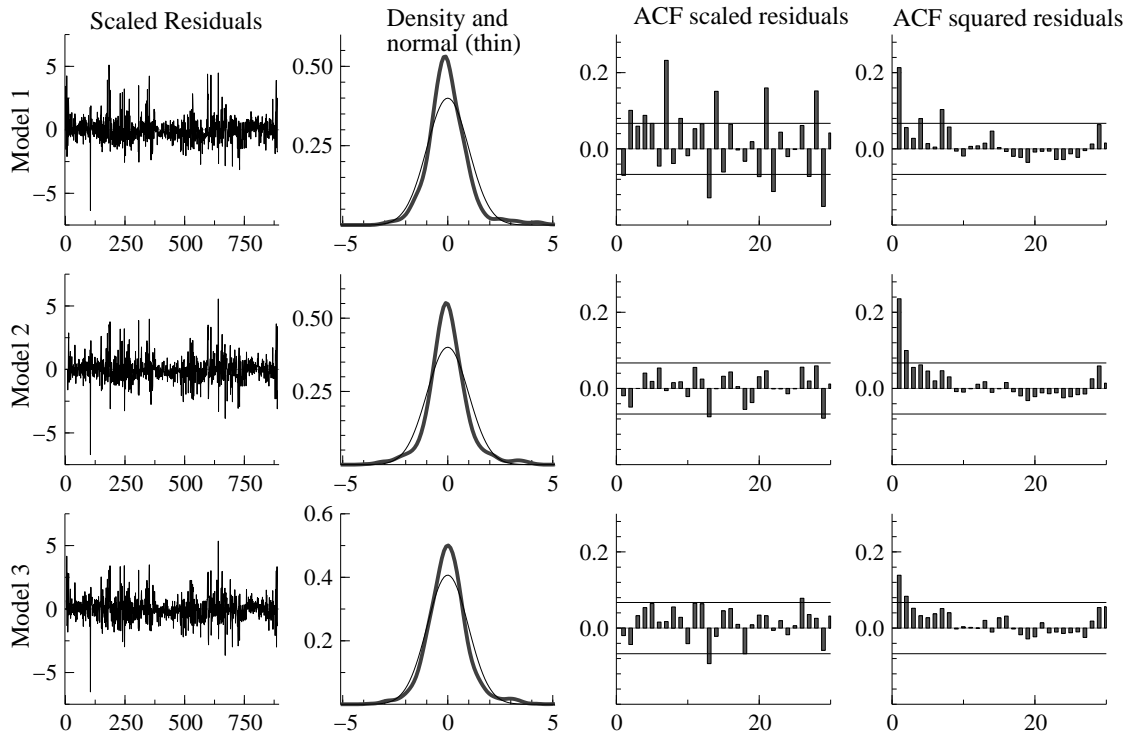 Scaled Residuals
Density and
normal (thin)
ACF scaled residuals
ACF squared residuals
Model 1
5
0
−5
0 250 500 750
0.50
0.25
−5 0 5
0.2
0.0
0 20
0.2
0.0
0 20
Model 2
5
0
−5
0 250 500 750
0.50
0.25
−5 0 5
0.2
0.0
0 20
0.2
0.0
0 20
Model 3
5
0
−5
0 250 500 750
0.6
0.4
0.2
−5 0 5
0.2
0.0
0 20
0.2
0.0
0 20